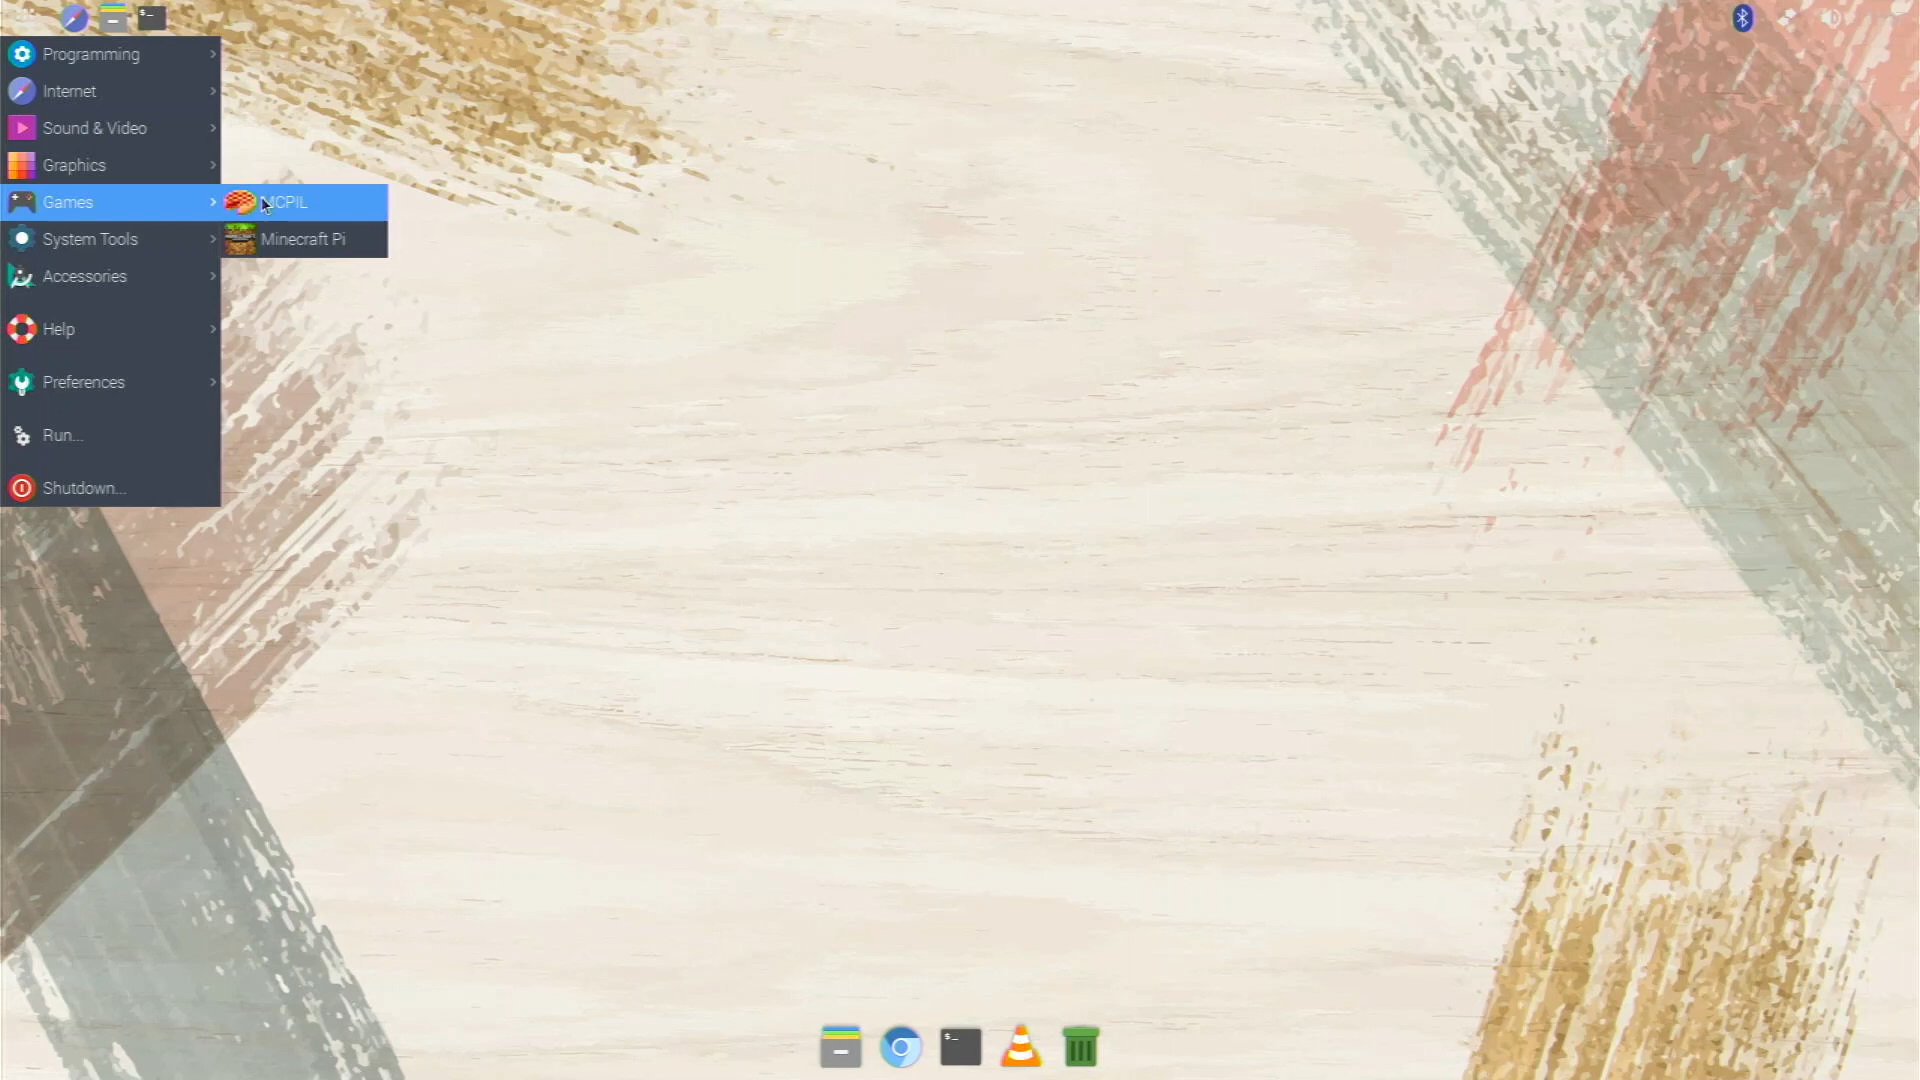 $_
Programming
Internet
Sound & Video
Graphics
Games
MCPIL
System Tools
Minecraft Pi
Accessories
Help
Preferences
Run...
Shutdown...
$_